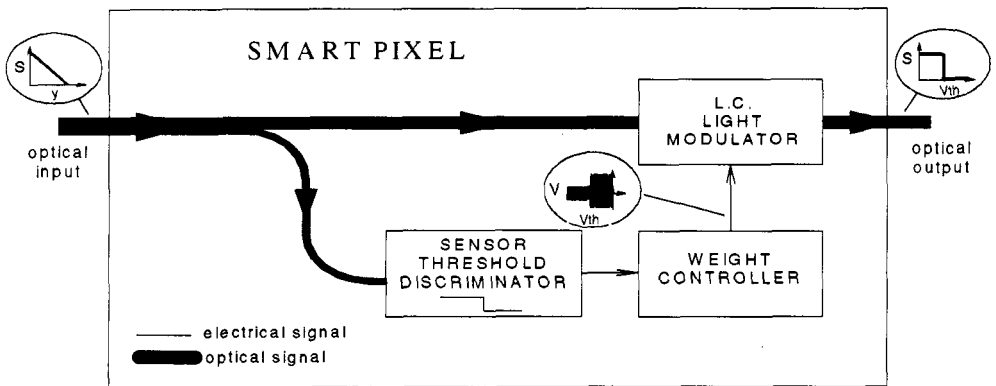 SMART PIXEL
S
y
optical
input
L.C.
LIGHT
MODULATOR
S
Vth
optical
output
V
Vth
SENSOR
THRESHOLD
DISCRIMINATOR
WEIGHT
CONTROLLER
electrical signal
optical signal